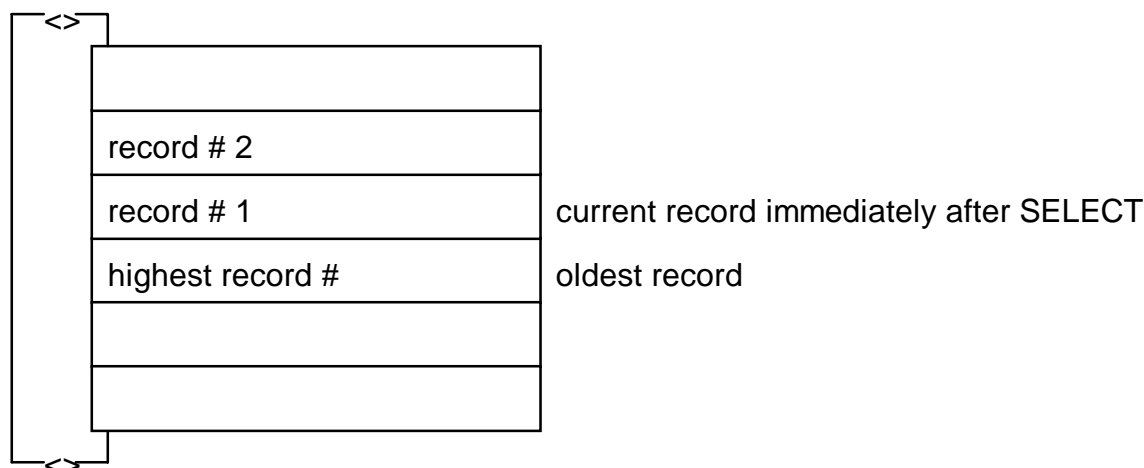 <>
record # 2
record # 1 current record immediately after SELECT
highest record # oldest record
<>